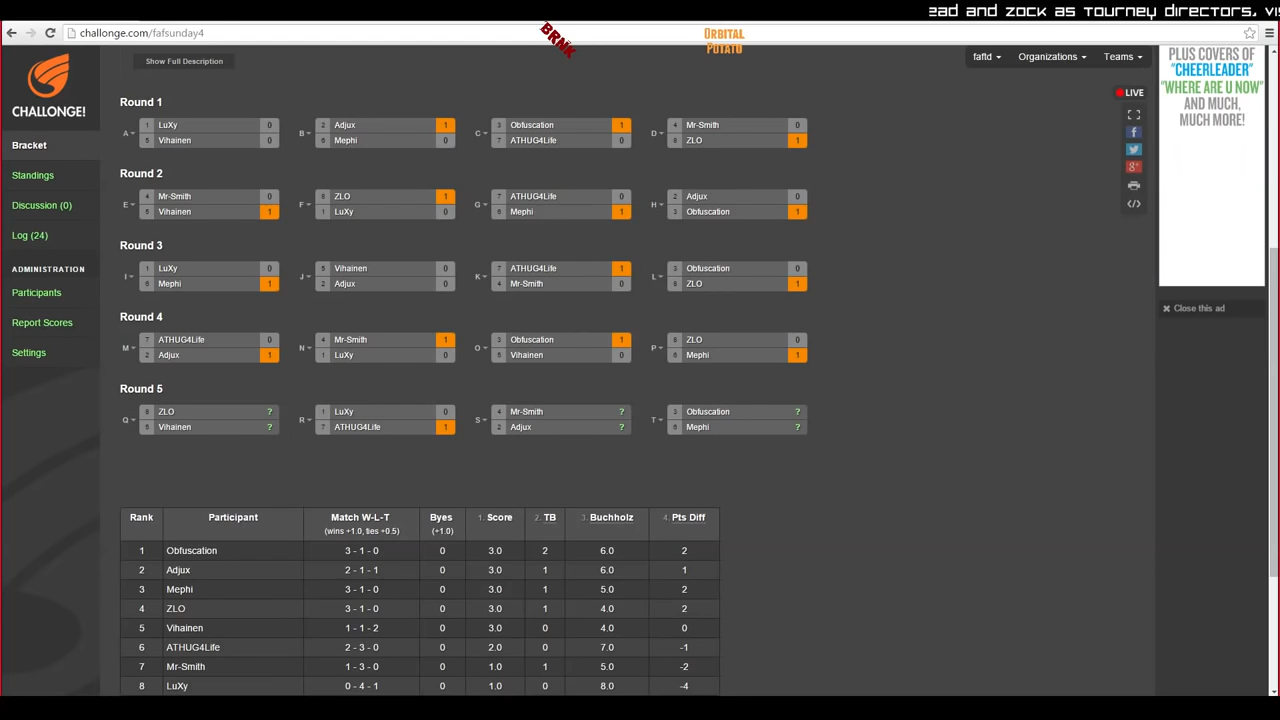 ead and zock as tourney directors, vi
challonge.com/fafsunday4
BRNK
Orbital
Potato
CHALLONGE!
Show Full Description
fafld
Organizations
Teams
LIVE
PLUS COVERS OF
"CHEERLEADER"
"WHERE ARE U NOW"
AND MUCH,
MUCH MORE!
Close this ad
Bracket
Standings
Discussion (0)
Log (24)
ADMINISTRATION
Participants
Report Scores
Settings
Round 1
A 1 LuXy 0
5 Vihainen 0
B 2 Adjux 1
6 Mephi 0
C 3 Obfuscation 1
7 ATHUG4Life 0
D 4 Mr-Smith 0
8 ZLO 1
Round 2
E 4 Mr-Smith 0
5 Vihainen 1
F 8 ZLO 1
1 LuXy 0
G 7 ATHUG4Life 0
6 Mephi 1
H 2 Adjux 0
3 Obfuscation 1
Round 3
I 1 LuXy 0
6 Mephi 1
J 5 Vihainen 0
2 Adjux 0
K 7 ATHUG4Life 1
4 Mr-Smith 0
L 3 Obfuscation 0
8 ZLO 1
Round 4
M 7 ATHUG4Life 0
2 Adjux 1
N 4 Mr-Smith 1
1 LuXy 0
O 3 Obfuscation 1
5 Vihainen 0
P 8 ZLO 0
6 Mephi 1
Round 5
Q 8 ZLO ?
5 Vihainen ?
R 1 LuXy 0
7 ATHUG4Life 1
S 4 Mr-Smith ?
2 Adjux ?
T 3 Obfuscation ?
6 Mephi ?
Rank Participant Match W-L-T Byes 1. Score 2. TB 3. Buchholz 4. Pts Diff
(wins +1.0, ties +0.5) (+1.0)
1 Obfuscation 3 - 1 - 0 0 3.0 2 6.0 2
2 Adjux 2 - 1 - 1 0 3.0 1 6.0 1
3 Mephi 3 - 1 - 0 0 3.0 1 5.0 2
4 ZLO 3 - 1 - 0 0 3.0 1 4.0 2
5 Vihainen 1 - 1 - 2 0 3.0 0 4.0 0
6 ATHUG4Life 2 - 3 - 0 0 2.0 0 7.0 -1
7 Mr-Smith 1 - 3 - 0 0 1.0 1 5.0 -2
8 LuXy 0 - 4 - 1 0 1.0 0 8.0 -4